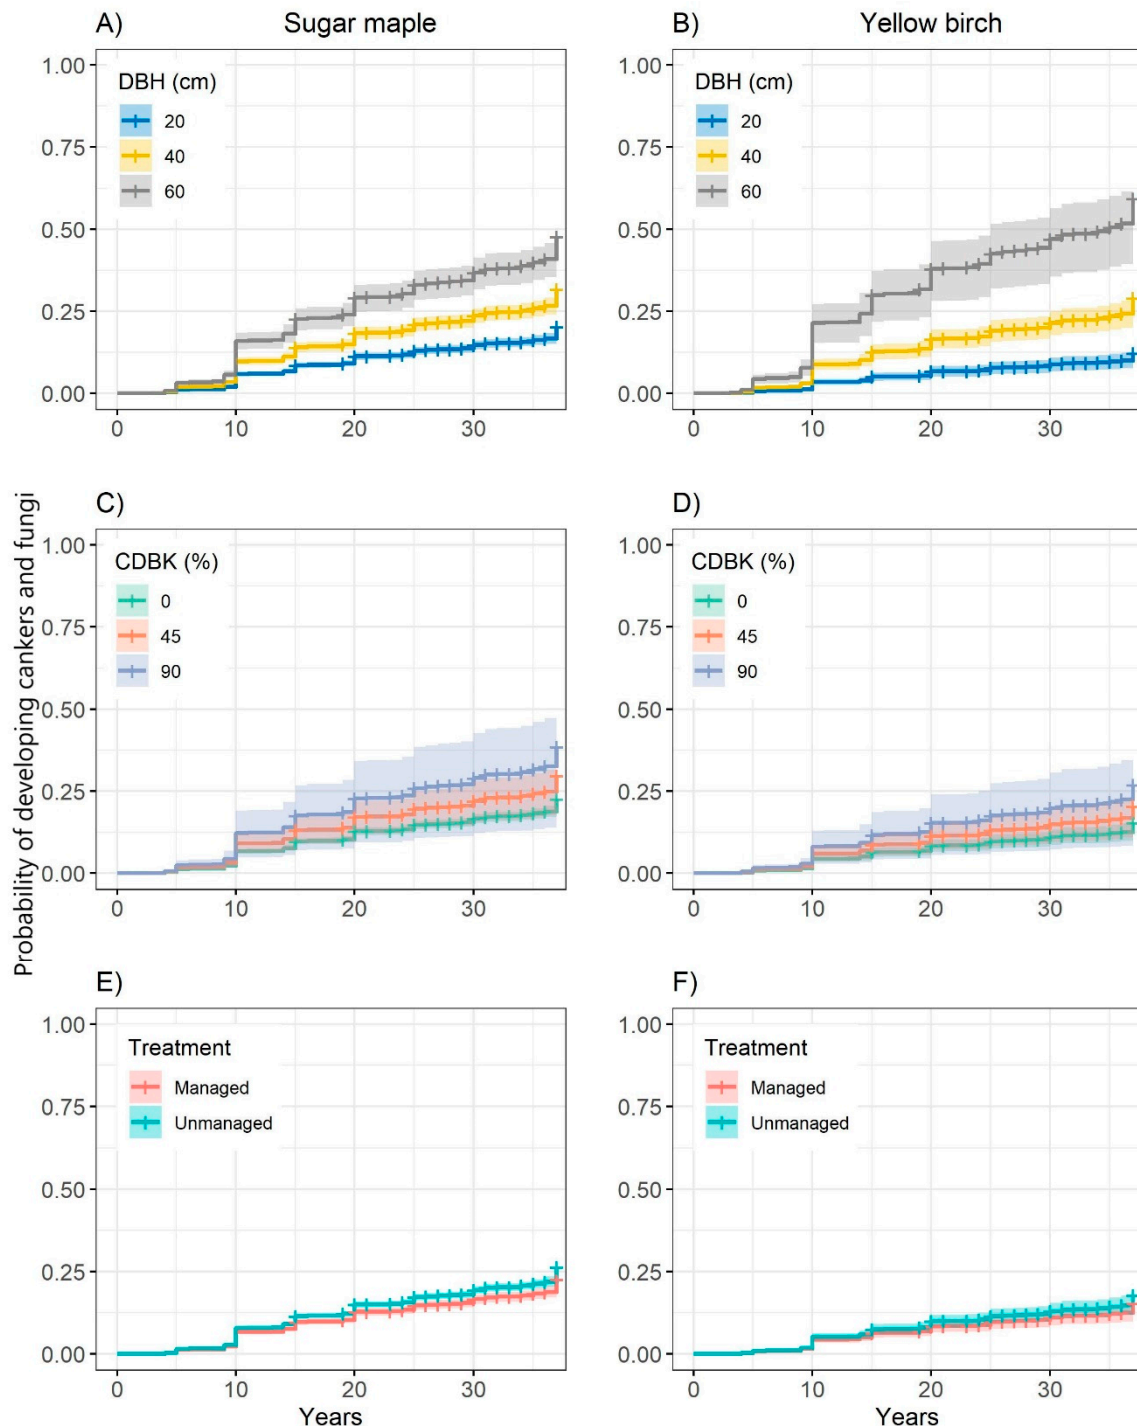 A) Sugar maple
B) Yellow birch
1.00
0.75
0.50
0.25
0.00
DBH (cm)
20
40
60
0 10 20 30
1.00
0.75
0.50
0.25
0.00
DBH (cm)
20
40
60
0 10 20 30
Probability of developing cankers and fungi
C)
1.00
0.75
0.50
0.25
0.00
CDBK (%)
0
45
90
0 10 20 30
D)
1.00
0.75
0.50
0.25
0.00
CDBK (%)
0
45
90
0 10 20 30
E)
1.00
0.75
0.50
0.25
0.00
Treatment
Managed
Unmanaged
0 10 20 30
Years
F)
1.00
0.75
0.50
0.25
0.00
Treatment
Managed
Unmanaged
0 10 20 30
Years